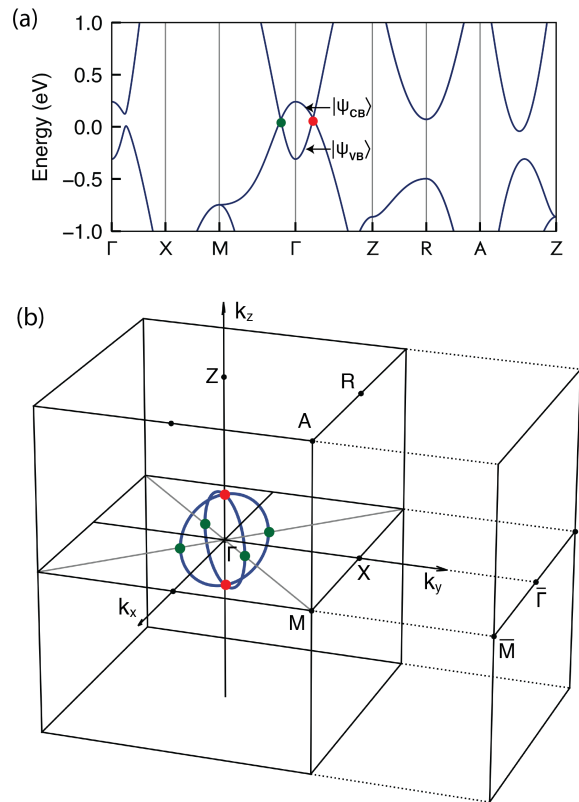 (a)
1.0
0.5
0.0
−0.5
−1.0
Energy (eV)
|ψCB⟩
|ψVB⟩
Γ X M Γ Z R A Z
(b)
kz
Z
R
A
Γ
X
ky
Γ̅
kx
M
M̅